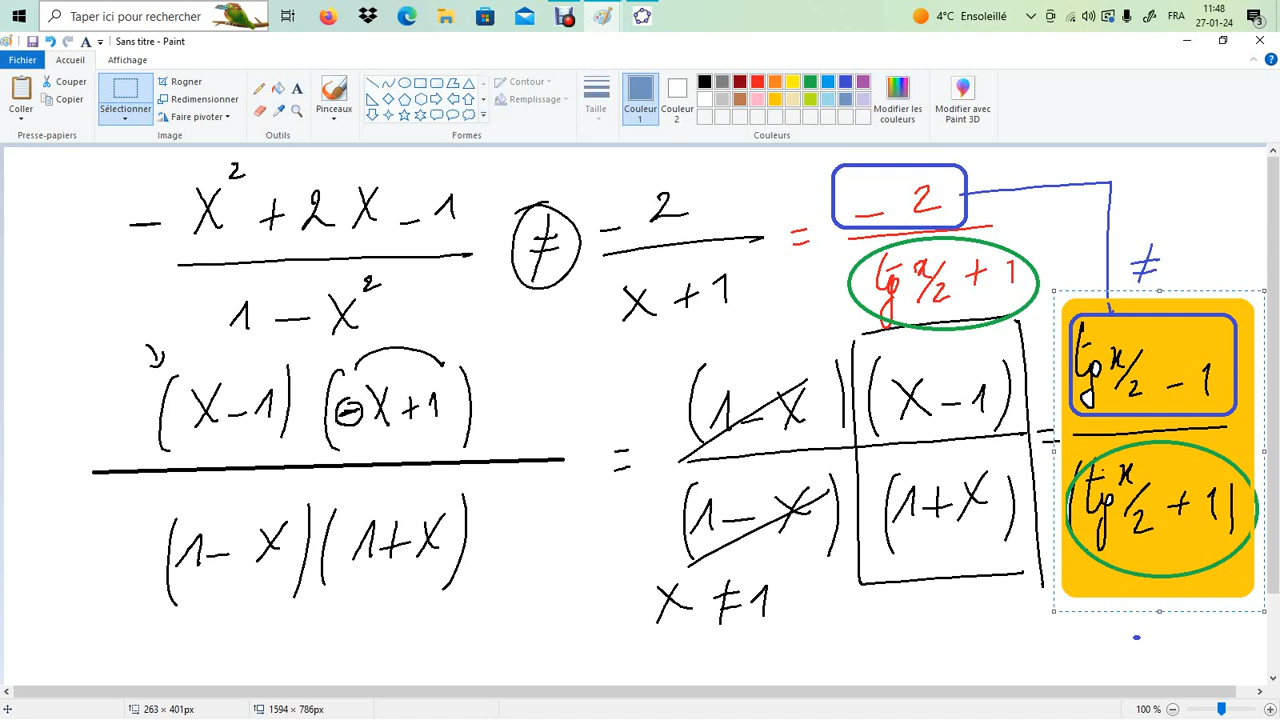 Taper ici pour rechercher
4°C Ensoleillé
FRA
11:48
27-01-24
3
Sans titre - Paint
Fichier Accueil Affichage
Coller
Couper
Copier
Presse-papiers
Sélectionner
Rogner
Redimensionner
Faire pivoter
Image
A
Outils
Pinceaux
Contour
Remplissage
Formes
Taille
Couleur 1
Couleur 2
Modifier les couleurs
Couleurs
Modifier avec Paint 3D
- X² + 2X - 1
1 - X²
≠
- 2
x + 1
=
- 2
tg x/2 + 1
≠
(X - 1) (- X + 1)
(1 - X) (1 + X)
=
(1 - X) (X - 1)
(1 - X) (1 + X)
x ≠ 1
=
tg x/2 - 1
(tg x/2 + 1)
263 × 401px
1594 × 786px
100 %